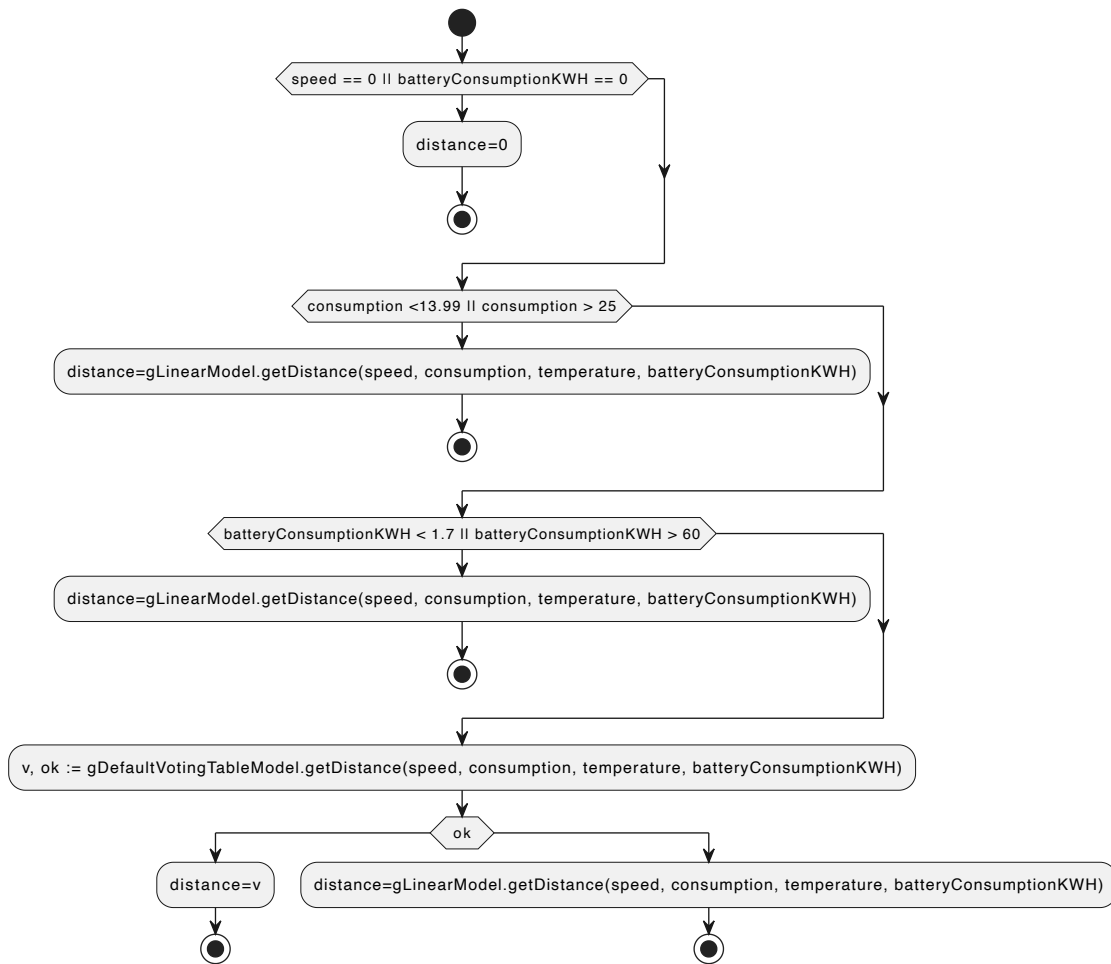 speed == 0 || batteryConsumptionKWH == 0
distance=0
consumption <13.99 || consumption > 25
distance=gLinearModel.getDistance(speed, consumption, temperature, batteryConsumptionKWH)
batteryConsumptionKWH < 1.7 || batteryConsumptionKWH > 60
distance=gLinearModel.getDistance(speed, consumption, temperature, batteryConsumptionKWH)
v, ok := gDefaultVotingTableModel.getDistance(speed, consumption, temperature, batteryConsumptionKWH)
ok
distance=v
distance=gLinearModel.getDistance(speed, consumption, temperature, batteryConsumptionKWH)